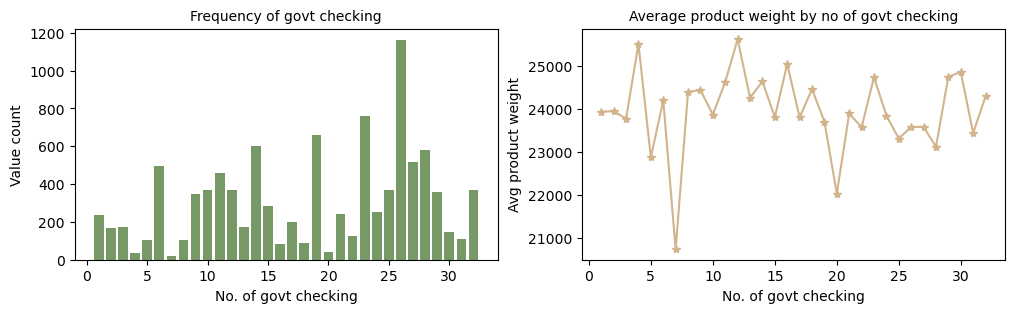 Frequency of govt checking
1200
1000
800
600
400
200
0
Value count
0 5 10 15 20 25 30
No. of govt checking
Average product weight by no of govt checking
25000
24000
23000
22000
21000
Avg product weight
0 5 10 15 20 25 30
No. of govt checking